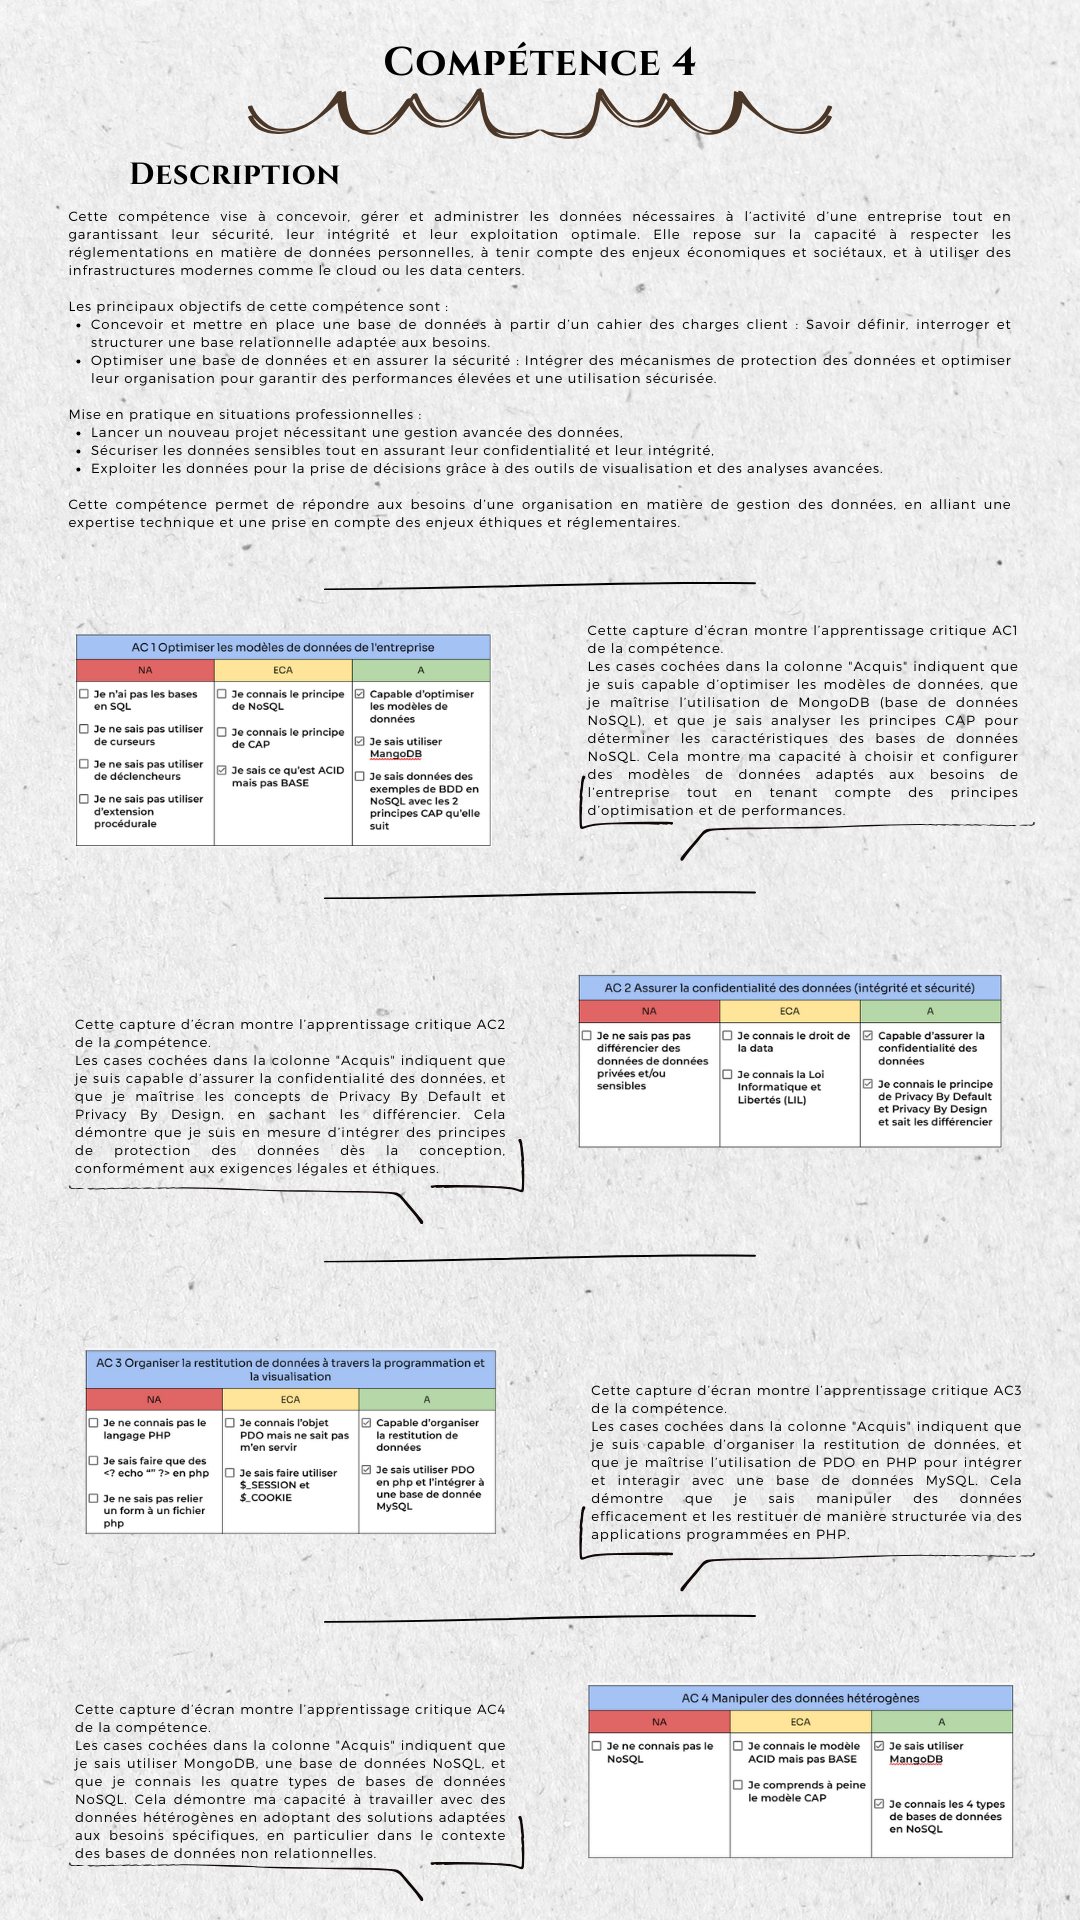 Compétence 4
Description
Cette compétence vise à concevoir, gérer et administrer les données nécessaires à l'activité d'une entreprise tout en
garantissant leur sécurité, leur intégrité et leur exploitation optimale. Elle repose sur la capacité à respecter les
réglementations en matière de données personnelles, à tenir compte des enjeux économiques et sociétaux, et à utiliser des
infrastructures modernes comme le cloud ou les data centers.
Les principaux objectifs de cette compétence sont :
• Concevoir et mettre en place une base de données à partir d'un cahier des charges client : Savoir définir, interroger et
structurer une base relationnelle adaptée aux besoins.
• Optimiser une base de données et en assurer la sécurité : Intégrer des mécanismes de protection des données et optimiser
leur organisation pour garantir des performances élevées et une utilisation sécurisée.
Mise en pratique en situations professionnelles :
• Lancer un nouveau projet nécessitant une gestion avancée des données,
• Sécuriser les données sensibles tout en assurant leur confidentialité et leur intégrité,
• Exploiter les données pour la prise de décisions grâce à des outils de visualisation et des analyses avancées.
Cette compétence permet de répondre aux besoins d'une organisation en matière de gestion des données, en alliant une
expertise technique et une prise en compte des enjeux éthiques et réglementaires.
AC 1 Optimiser les modèles de données de l'entreprise
NA
ECA
A
☐ Je n'ai pas les bases
en SQL
☐ Je ne sais pas utiliser
de curseurs
☐ Je ne sais pas utiliser
de déclencheurs
☐ Je ne sais pas utiliser
d'extension
procédurale
☐ Je connais le principe
de NoSQL
☐ Je connais le principe
de CAP
☑ Je sais ce qu'est ACID
mais pas BASE
☑ Capable d'optimiser
les modèles de
données
☑ Je sais utiliser
MangoDB
☐ Je sais données des
exemples de BDD en
NoSQL avec les 2
principes CAP qu'elle
suit
Cette capture d'écran montre l'apprentissage critique AC1
de la compétence.
Les cases cochées dans la colonne "Acquis" indiquent que
je suis capable d'optimiser les modèles de données, que
je maîtrise l'utilisation de MongoDB (base de données
NoSQL), et que je sais analyser les principes CAP pour
déterminer les caractéristiques des bases de données
NoSQL. Cela montre ma capacité à choisir et configurer
des modèles de données adaptés aux besoins de
l'entreprise tout en tenant compte des principes
d'optimisation et de performances.
Cette capture d'écran montre l'apprentissage critique AC2
de la compétence.
Les cases cochées dans la colonne "Acquis" indiquent que
je suis capable d'assurer la confidentialité des données, et
que je maîtrise les concepts de Privacy By Default et
Privacy By Design, en sachant les différencier. Cela
démontre que je suis en mesure d'intégrer des principes
de protection des données dès la conception,
conformément aux exigences légales et éthiques.
AC 2 Assurer la confidentialité des données (intégrité et sécurité)
NA
ECA
A
☐ Je ne sais pas pas
différencier des
données de données
privées et/ou
sensibles
☐ Je connais le droit de
la data
☐ Je connais la Loi
Informatique et
Libertés (LIL)
☑ Capable d'assurer la
confidentialité des
données
☑ Je connais le principe
de Privacy By Default
et Privacy By Design
et sait les différencier
AC 3 Organiser la restitution de données à travers la programmation et
la visualisation
NA
ECA
A
☐ Je ne connais pas le
langage PHP
☐ Je sais faire que des
<? echo “” ?> en php
☐ Je ne sais pas relier
un form à un fichier
php
☐ Je connais l'objet
PDO mais ne sait pas
m'en servir
☐ Je sais faire utiliser
$_SESSION et
$_COOKIE
☑ Capable d'organiser
la restitution de
données
☑ Je sais utiliser PDO
en php et l'intégrer à
une base de donnée
MySQL
Cette capture d'écran montre l'apprentissage critique AC3
de la compétence.
Les cases cochées dans la colonne "Acquis" indiquent que
je suis capable d'organiser la restitution de données, et
que je maîtrise l'utilisation de PDO en PHP pour intégrer
et interagir avec une base de données MySQL. Cela
démontre que je sais manipuler des données
efficacement et les restituer de manière structurée via des
applications programmées en PHP.
Cette capture d'écran montre l'apprentissage critique AC4
de la compétence.
Les cases cochées dans la colonne "Acquis" indiquent que
je sais utiliser MongoDB, une base de données NoSQL, et
que je connais les quatre types de bases de données
NoSQL. Cela démontre ma capacité à travailler avec des
données hétérogènes en adoptant des solutions adaptées
aux besoins spécifiques, en particulier dans le contexte
des bases de données non relationnelles.
AC 4 Manipuler des données hétérogènes
NA
ECA
A
☐ Je ne connais pas le
NoSQL
☐ Je connais le modèle
ACID mais pas BASE
☐ Je comprends à peine
le modèle CAP
☑ Je sais utiliser
MangoDB
☑ Je connais les 4 types
de bases de données
en NoSQL